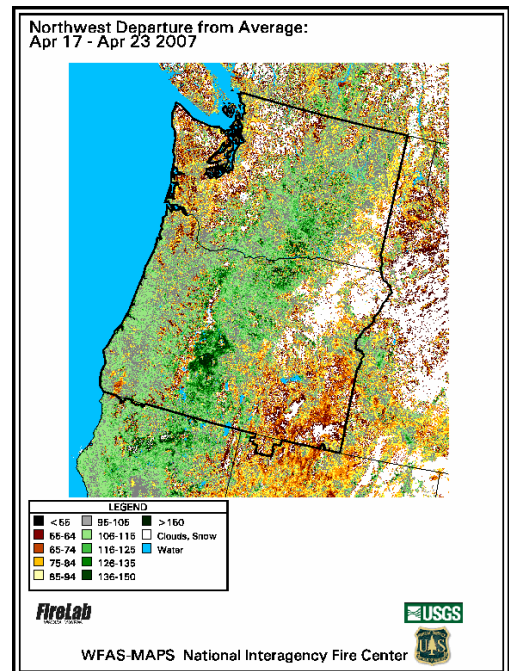 Northwest Departure from Average:
Apr 17 - Apr 23 2007
LEGEND
<55 95-105 >150
55-64 106-115 Clouds, Snow
65-74 116-125 Water
75-84 126-135
85-94 136-150
FireLab
USGS
WFAS-MAPS National Interagency Fire Center
U S